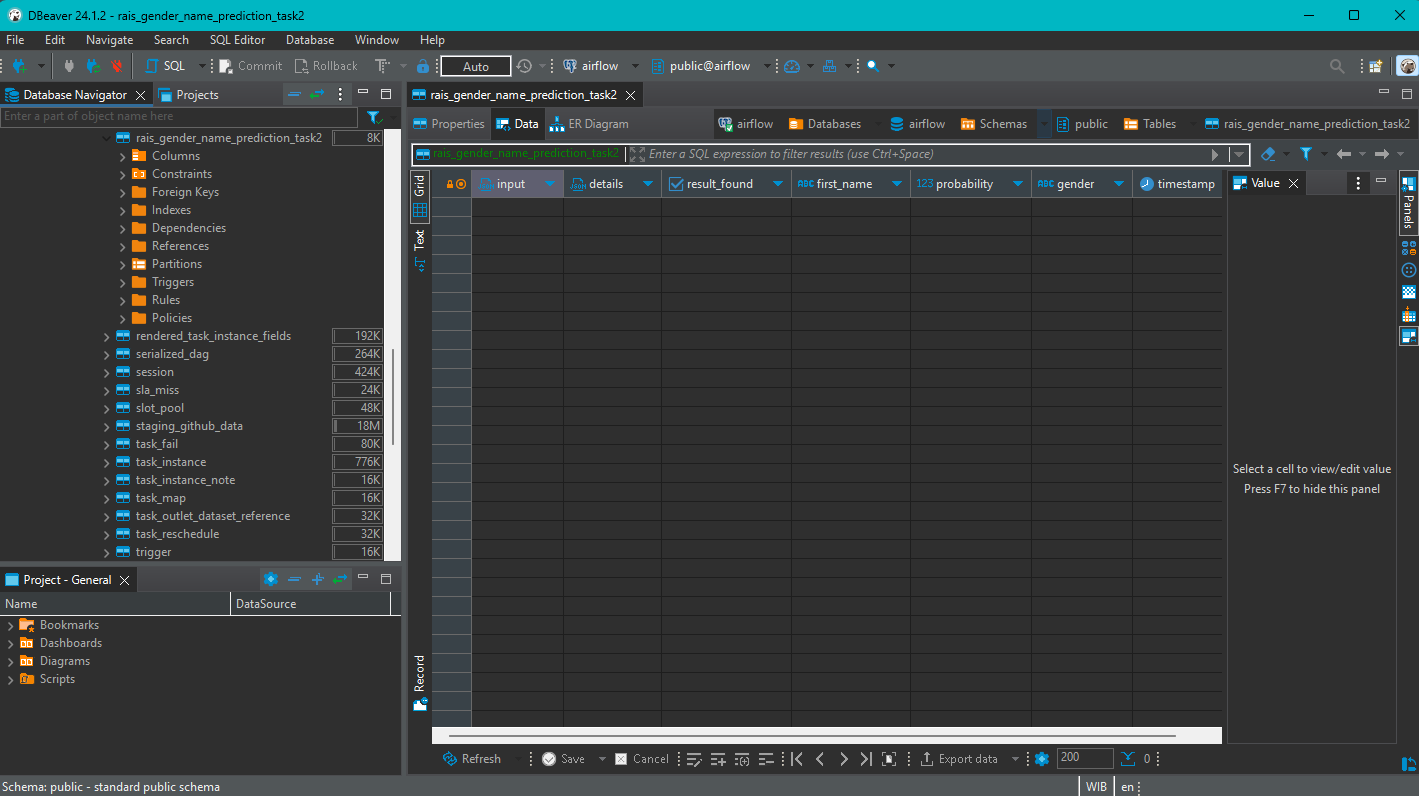 DBeaver 24.1.2 - rais_gender_name_prediction_task2
File Edit Navigate Search SQL Editor Database Window Help
SQL Commit Rollback Auto airflow public@airflow
Database Navigator Projects
Enter a part of object name here
rais_gender_name_prediction_task2 8K
Columns
Constraints
Foreign Keys
Indexes
Dependencies
References
Partitions
Triggers
Rules
Policies
rendered_task_instance_fields 192K
serialized_dag 264K
session 424K
sla_miss 24K
slot_pool 48K
staging_github_data 18M
task_fail 80K
task_instance 776K
task_instance_note 16K
task_map 16K
task_outlet_dataset_reference 32K
task_reschedule 32K
trigger 16K
Project - General
Name DataSource
Bookmarks
Dashboards
Diagrams
Scripts
rais_gender_name_prediction_task2
Properties Data ER Diagram airflow Databases airflow Schemas public Tables rais_gender_name_prediction_task2
rais_gender_name_prediction_task2 Enter a SQL expression to filter results (use Ctrl+Space)
Grid
Text
Record
input details result_found ABC first_name 123 probability ABC gender timestamp
Value
Select a cell to view/edit value
Press F7 to hide this panel
Panels
Refresh Save Cancel Export data 200 0
Schema: public - standard public schema WIB en